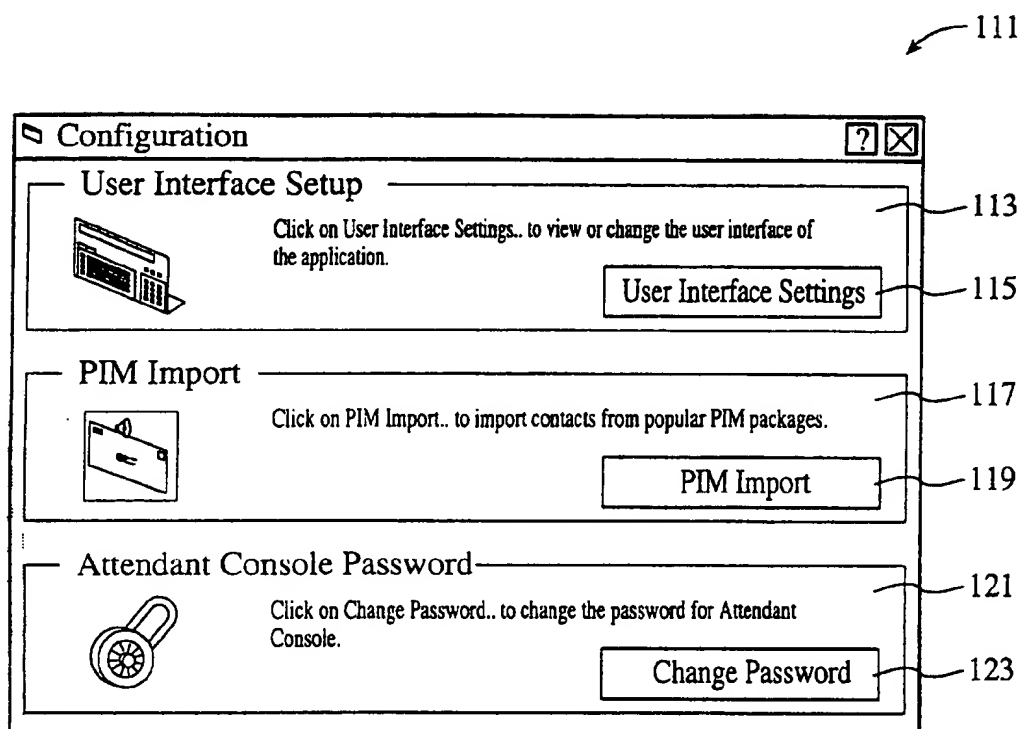 111
Configuration
?
User Interface Setup
113
Click on User Interface Settings.. to view or change the user interface of
the application.
User Interface Settings
115
PIM Import
117
Click on PIM Import.. to import contacts from popular PIM packages.
PIM Import
119
Attendant Console Password
121
Click on Change Password.. to change the password for Attendant
Console.
Change Password
123